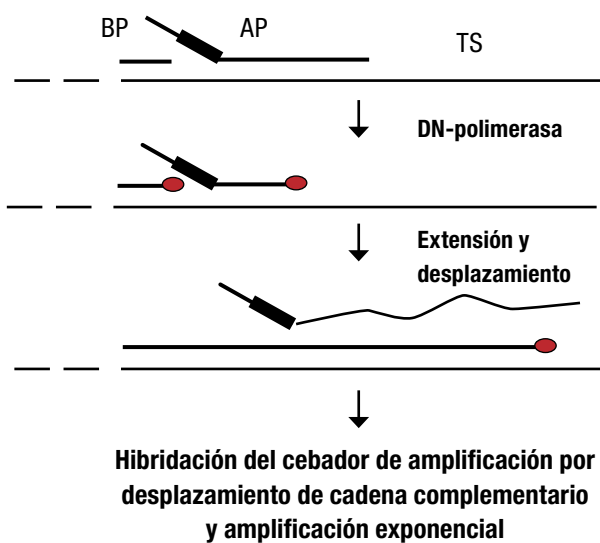 BP AP TS
DN-polimerasa
Extensión y
desplazamiento
Hibridación del cebador de amplificación por
desplazamiento de cadena complementario
y amplificación exponencial